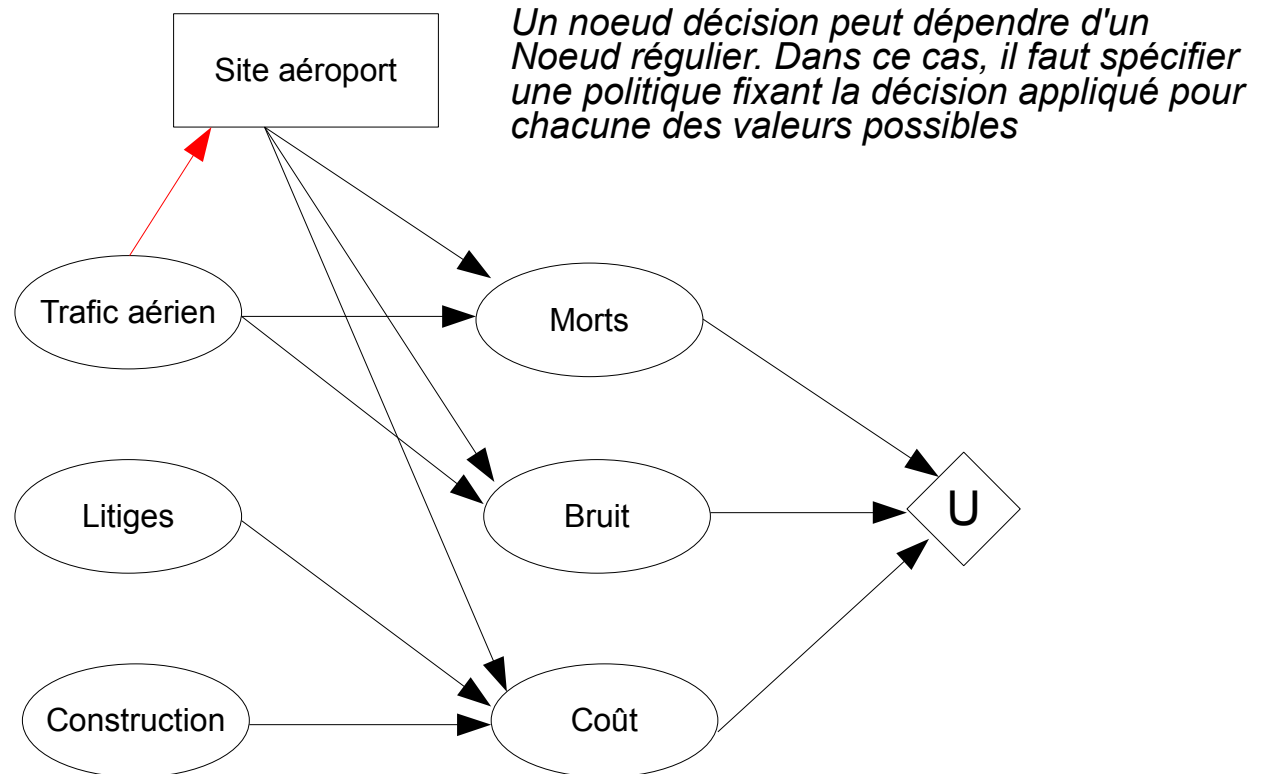 Un noeud décision peut dépendre d'un
Noeud régulier. Dans ce cas, il faut spécifier
une politique fixant la décision appliqué pour
chacune des valeurs possibles
Site aéroport
Trafic aérien
Morts
Litiges
Bruit
U
Construction
Coût